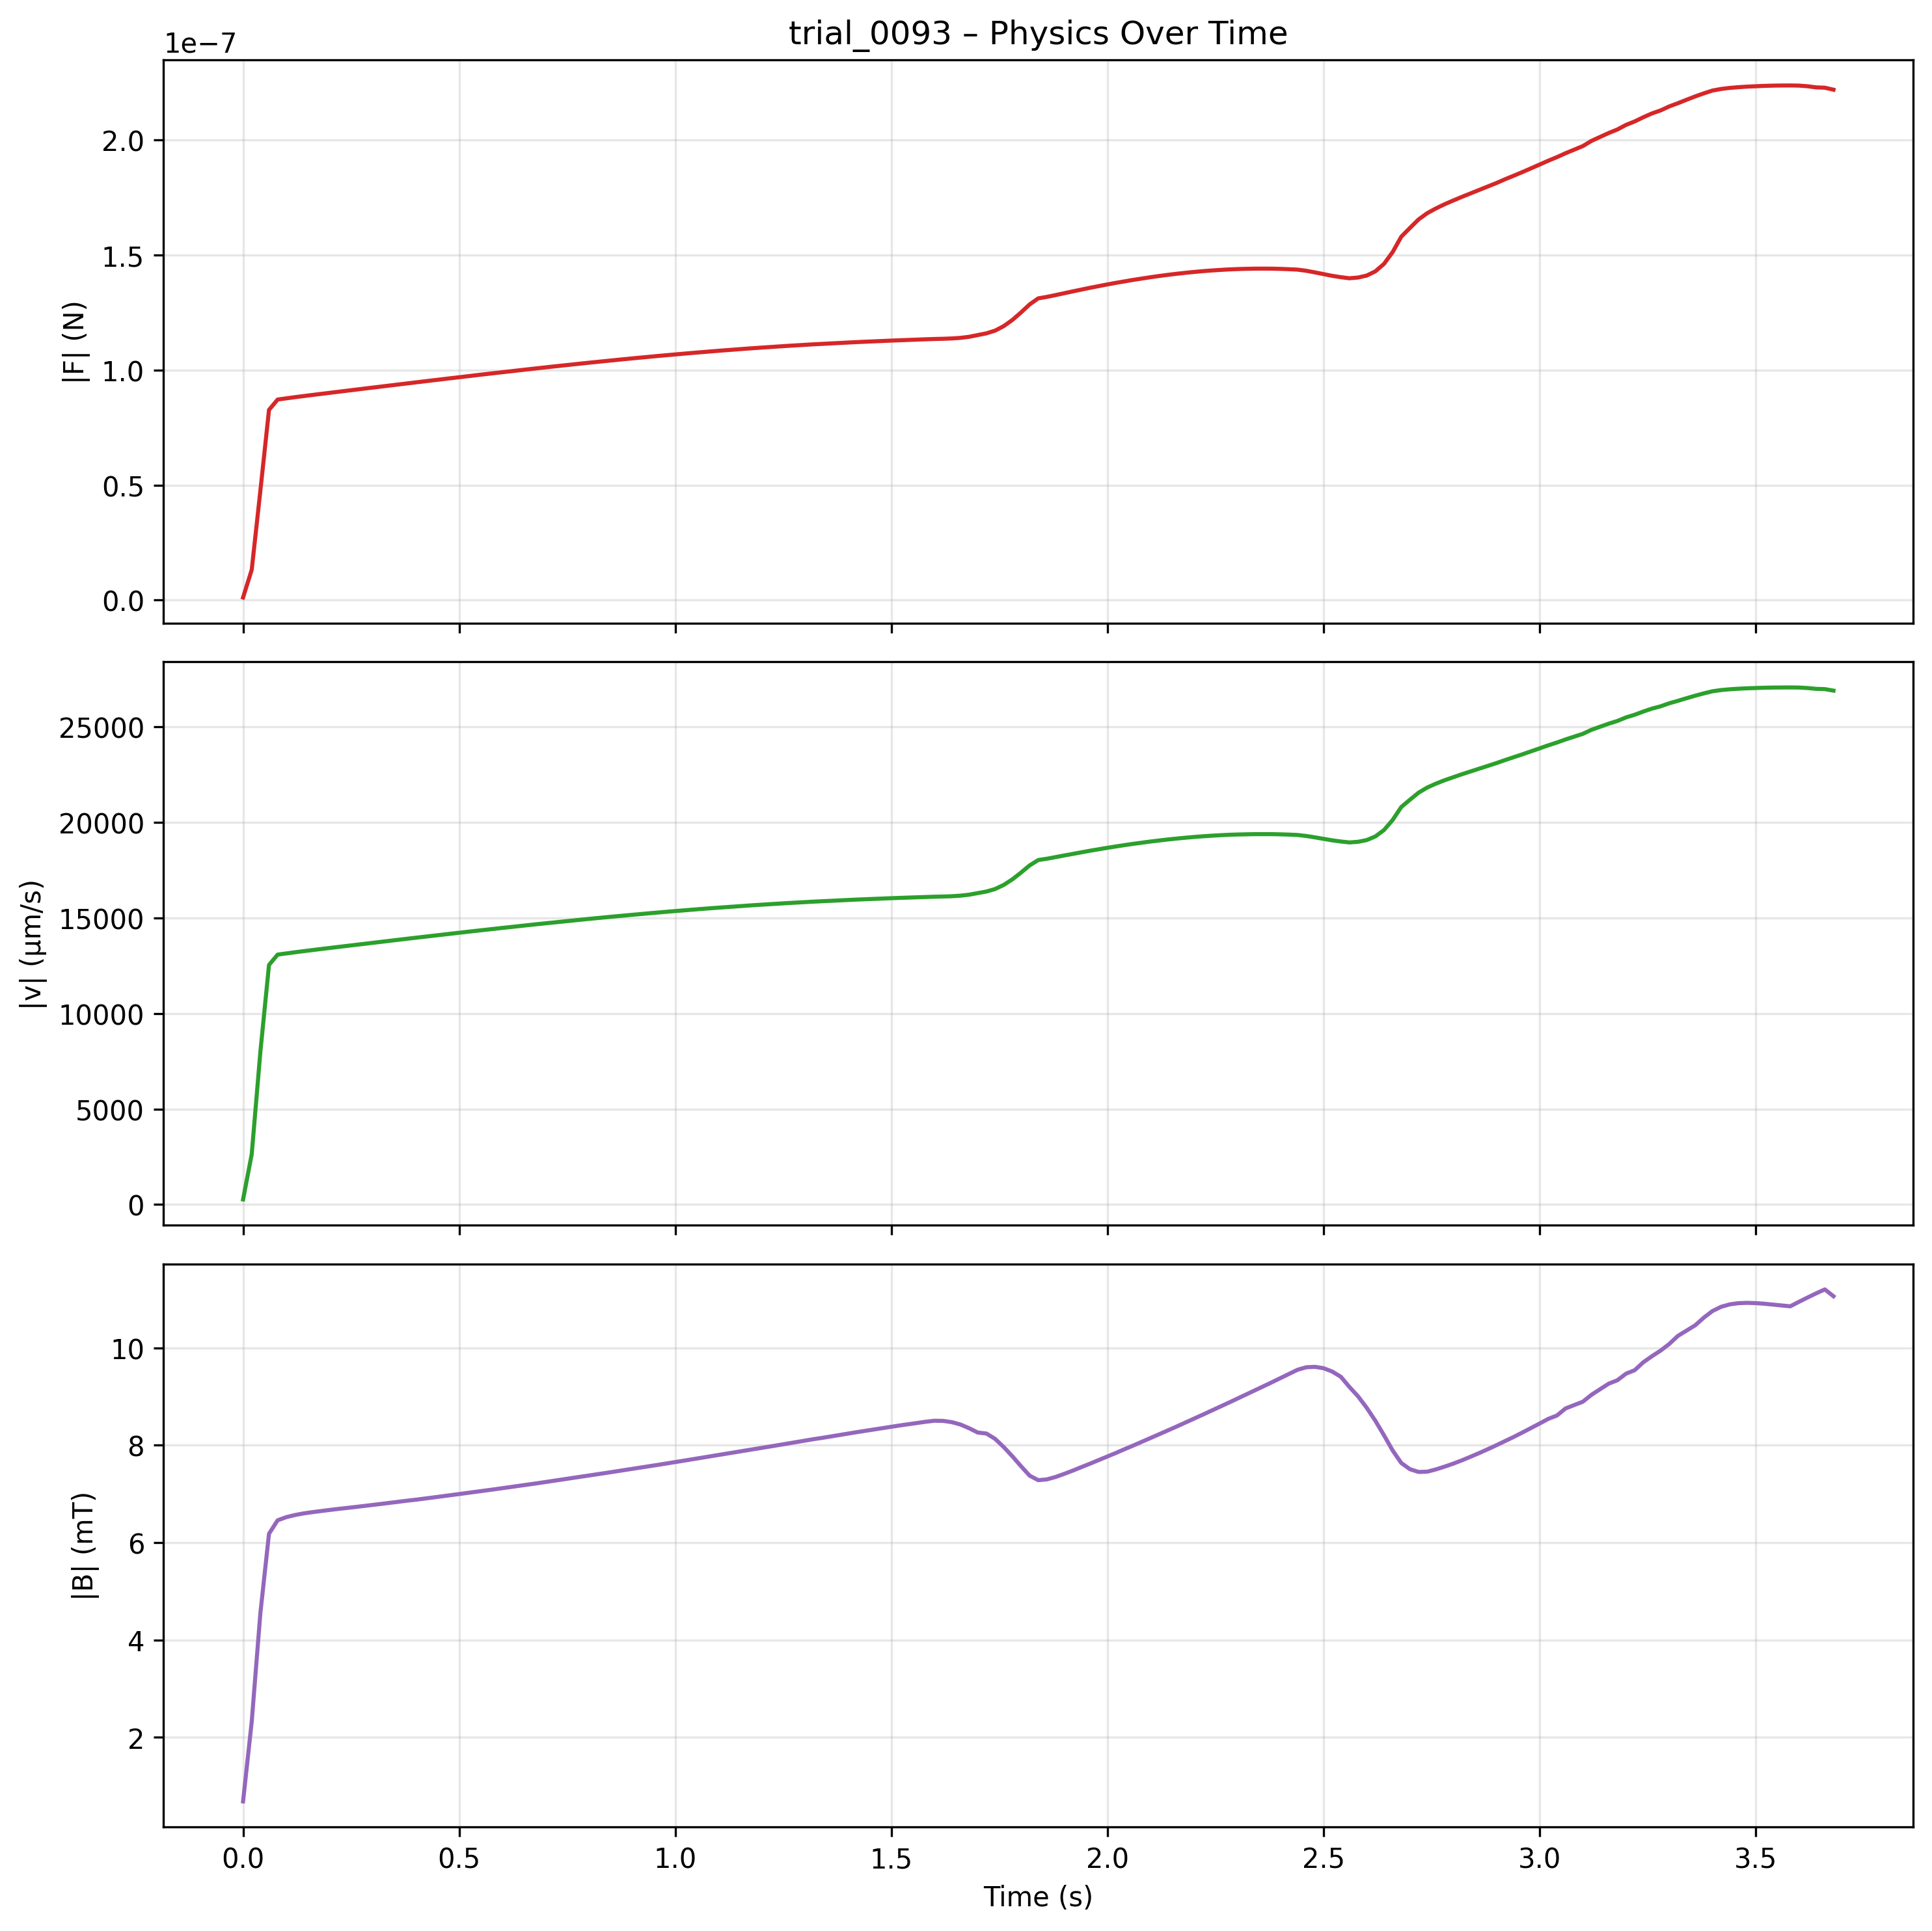 trial_0093 – Physics Over Time
1e−7
|F| (N)
2.0
1.5
1.0
0.5
0.0
|v| (μm/s)
25000
20000
15000
10000
5000
0
|B| (mT)
10
8
6
4
2
0.0 0.5 1.0 1.5 2.0 2.5 3.0 3.5
Time (s)